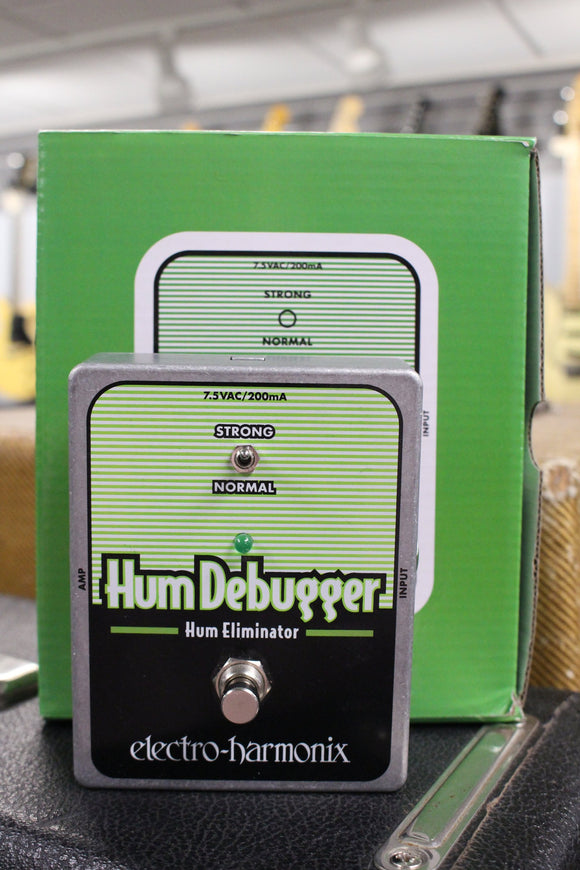 7.5VAC/200mA
STRONG
NORMAL
INPUT
7.5VAC/200mA
STRONG
NORMAL
AMP
INPUT
Hum Debugger
Hum Eliminator
electro-harmonix